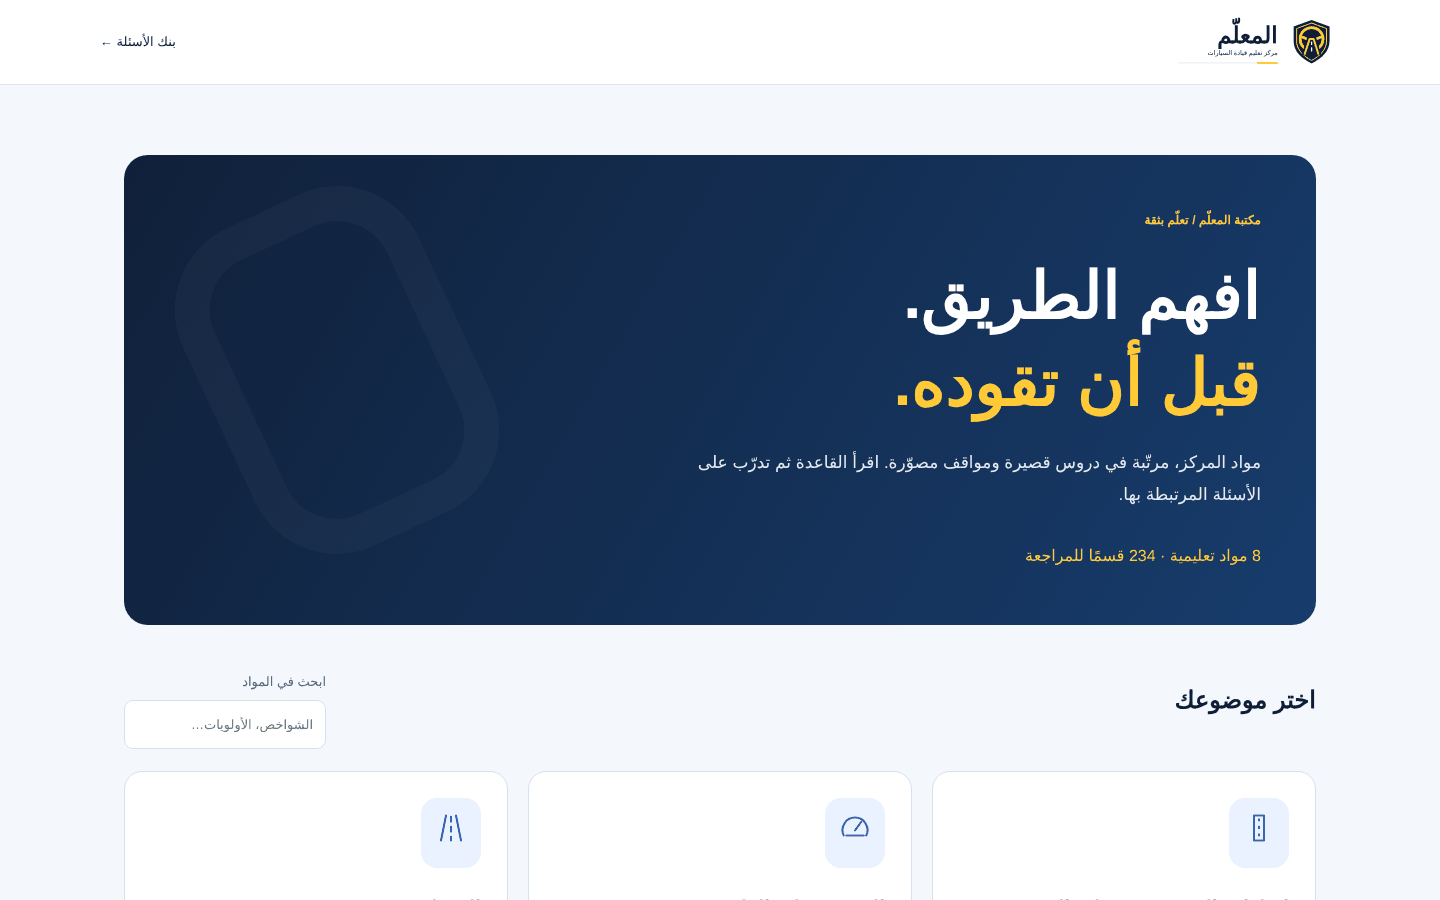 المعلّم
مركز تعليم قيادة السيارات
بنك الأسئلة ←
مكتبة المعلّم / تعلّم بثقة
افهم الطريق.
قبل أن تقوده.
مواد المركز، مرتّبة في دروس قصيرة ومواقف مصوّرة. اقرأ القاعدة ثم تدرّب على
الأسئلة المرتبطة بها.
8 مواد تعليمية · 234 قسمًا للمراجعة
اختر موضوعك
ابحث في المواد
الشواخص، الأولويات...